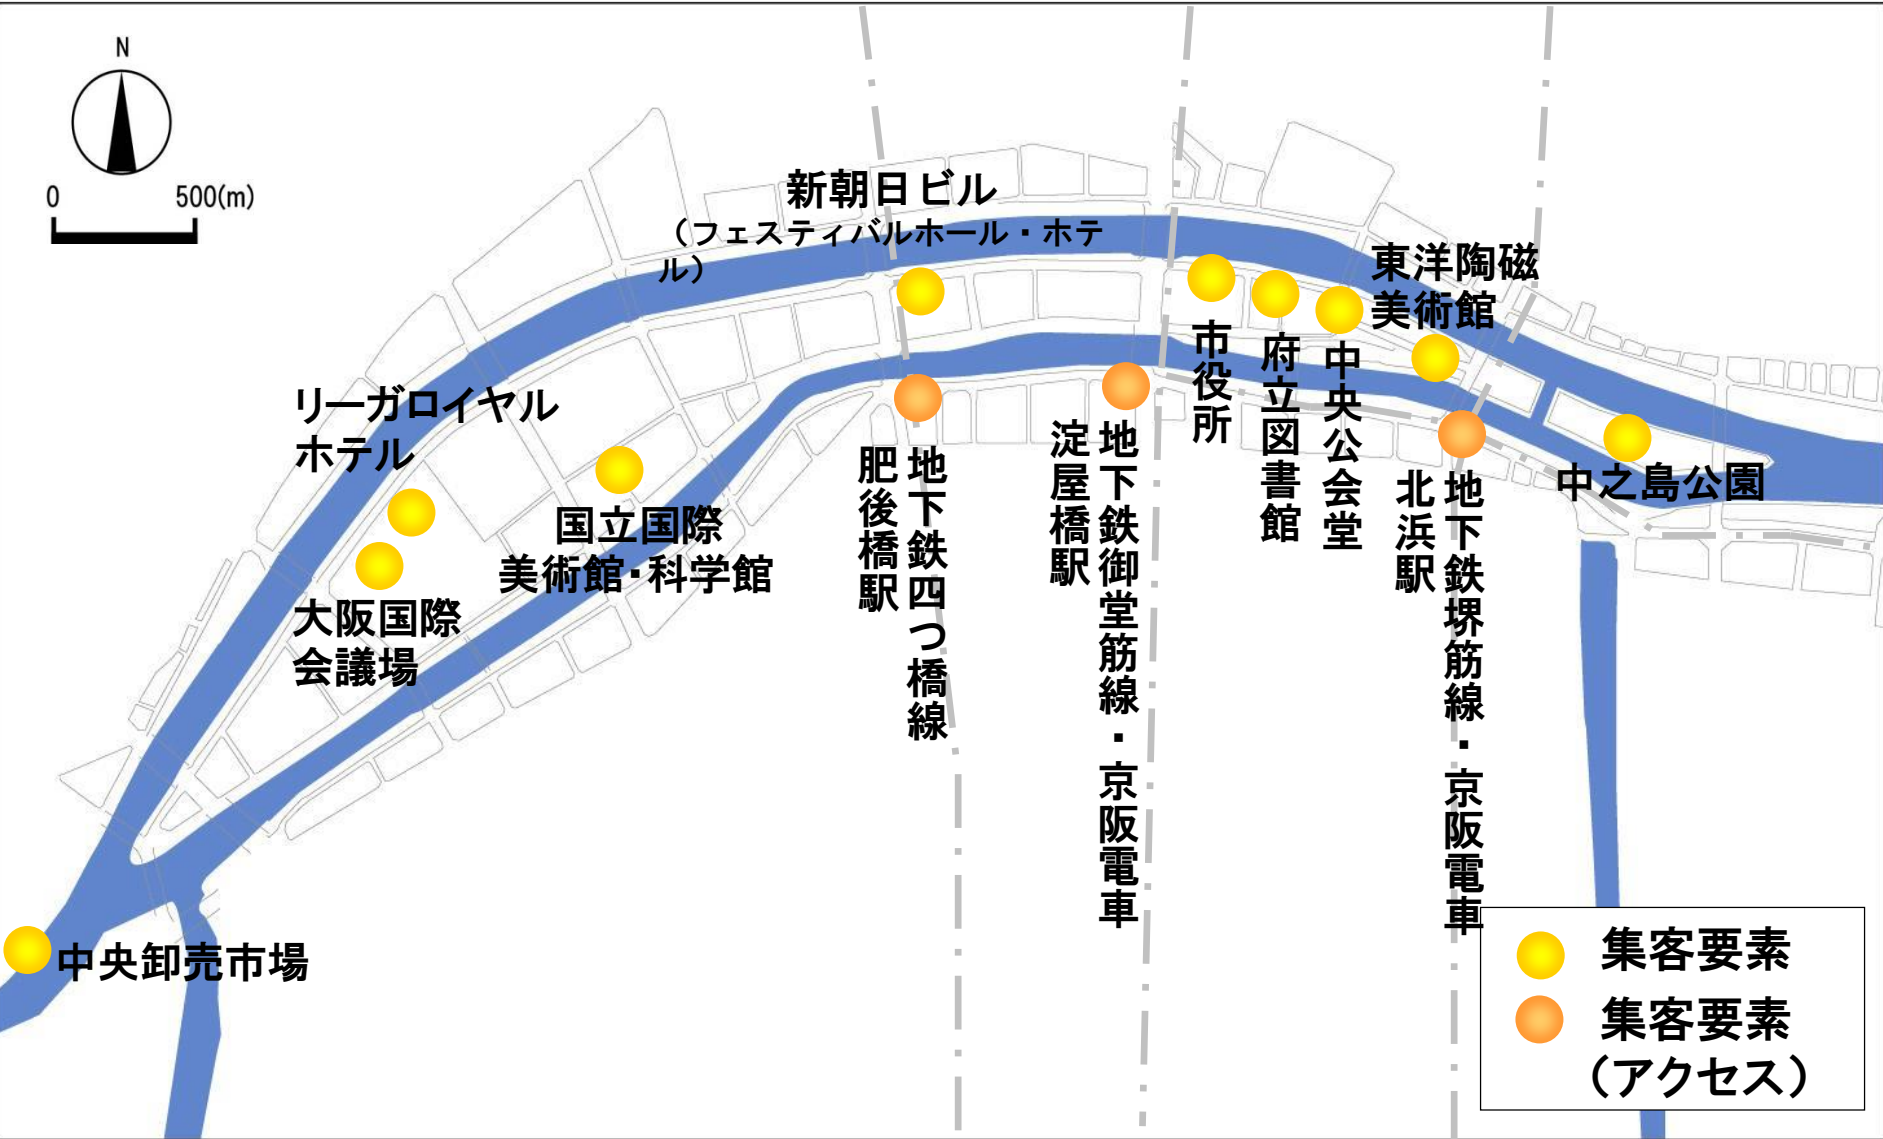 N
0 500(m)
新朝日ビル
（フェスティバルホール・ホテ
ル）
東洋陶磁
美術館
リーガロイヤル
ホテル
国立国際
美術館・科学館
大阪国際
会議場
地下鉄四つ橋線
肥後橋駅
地下鉄御堂筋線・京阪電車
淀屋橋駅
市役所
府立図書館
中央公会堂
地下鉄堺筋線・京阪電車
北浜駅
中之島公園
中央卸売市場
集客要素
集客要素
（アクセス）